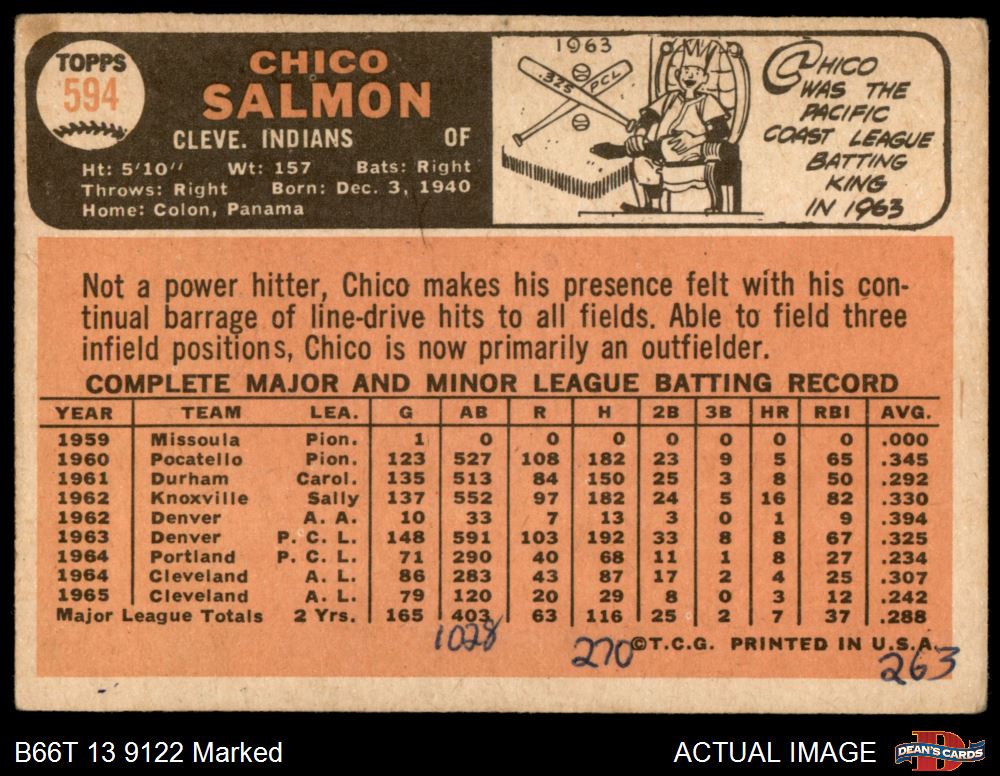 TOPPS
594
CHICO
SALMON
CLEVE. INDIANS OF
Ht: 5'10" Wt: 157 Bats: Right
Throws: Right Born: Dec. 3, 1940
Home: Colon, Panama
1963
.325 PCL
CHICO
WAS THE
PACIFIC
COAST LEAGUE
BATTING
KING
IN 1963
Not a power hitter, Chico makes his presence felt with his con-
tinual barrage of line-drive hits to all fields. Able to field three
infield positions, Chico is now primarily an outfielder.
COMPLETE MAJOR AND MINOR LEAGUE BATTING RECORD
YEAR TEAM LEA. G AB R H 2B 3B HR RBI AVG.
1959 Missoula Pion. 1 0 0 0 0 0 0 0 .000
1960 Pocatello Pion. 123 527 108 182 23 9 5 65 .345
1961 Durham Carol. 135 513 84 150 25 3 8 50 .292
1962 Knoxville Sally 137 552 97 182 24 5 16 82 .330
1962 Denver A. A. 10 33 7 13 3 0 1 9 .394
1963 Denver P. C. L. 148 591 103 192 33 8 8 67 .325
1964 Portland P. C. L. 71 290 40 68 11 1 8 27 .234
1964 Cleveland A. L. 86 283 43 87 17 2 4 25 .307
1965 Cleveland A. L. 79 120 20 29 8 0 3 12 .242
Major League Totals 2 Yrs. 165 403 63 116 25 2 7 37 .288
1028 270 ©T.C.G. PRINTED IN U.S.A.
263
B66T 13 9122 Marked ACTUAL IMAGE DEAN'S CARDS